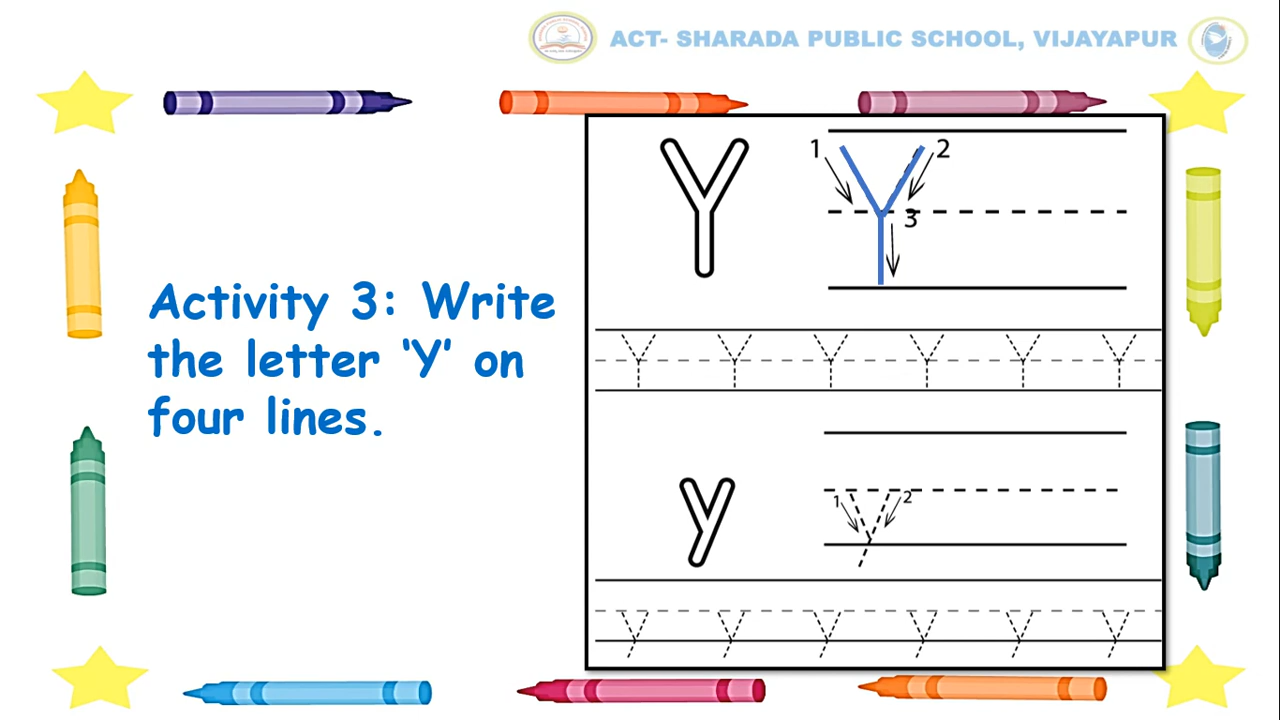 ACT- SHARADA PUBLIC SCHOOL, VIJAYAPUR
Activity 3: Write
the letter ‘Y’ on
four lines.
Y 1 Y 2
3
Y Y Y Y Y Y
y 1 y 2
y y y y y y